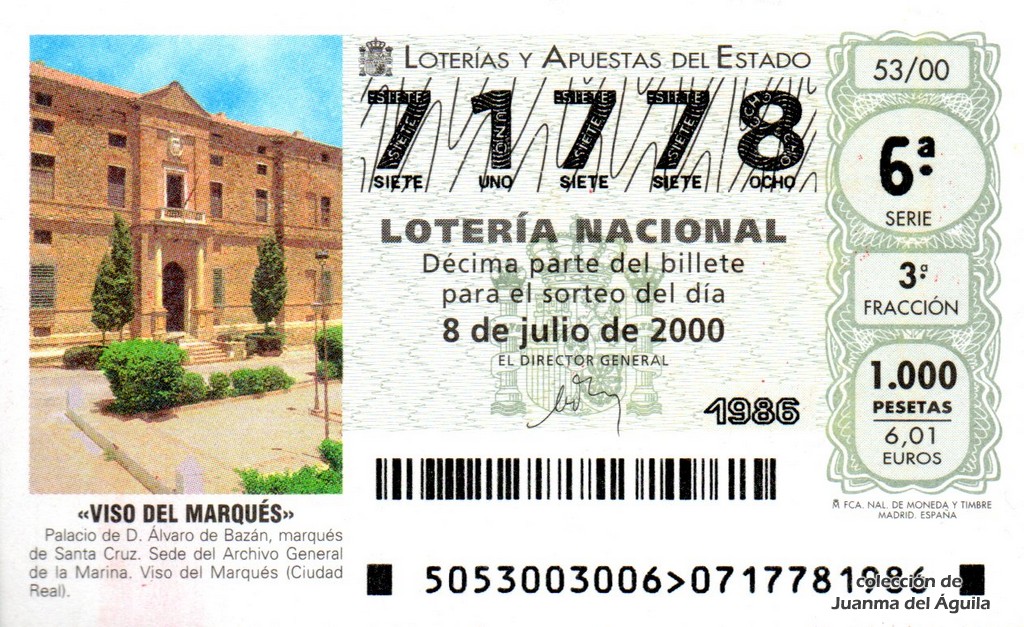 LOTERÍAS Y APUESTAS DEL ESTADO
71778
SIETE UNO SIETE SIETE OCHO
SIETE UNO SIETE SIETE OCHO
LOTERÍA NACIONAL
Décima parte del billete
para el sorteo del día
8 de julio de 2000
EL DIRECTOR GENERAL
1986
53/00
6ª
SERIE
3ª
FRACCIÓN
1.000
PESETAS
6,01
EUROS
FCA. NAL. DE MONEDA Y TIMBRE
MADRID. ESPAÑA
«VISO DEL MARQUÉS»
Palacio de D. Álvaro de Bazán, marqués
de Santa Cruz. Sede del Archivo General
de la Marina. Viso del Marqués (Ciudad
Real).
5053003006>0717781986
colección de
Juanma del Águila